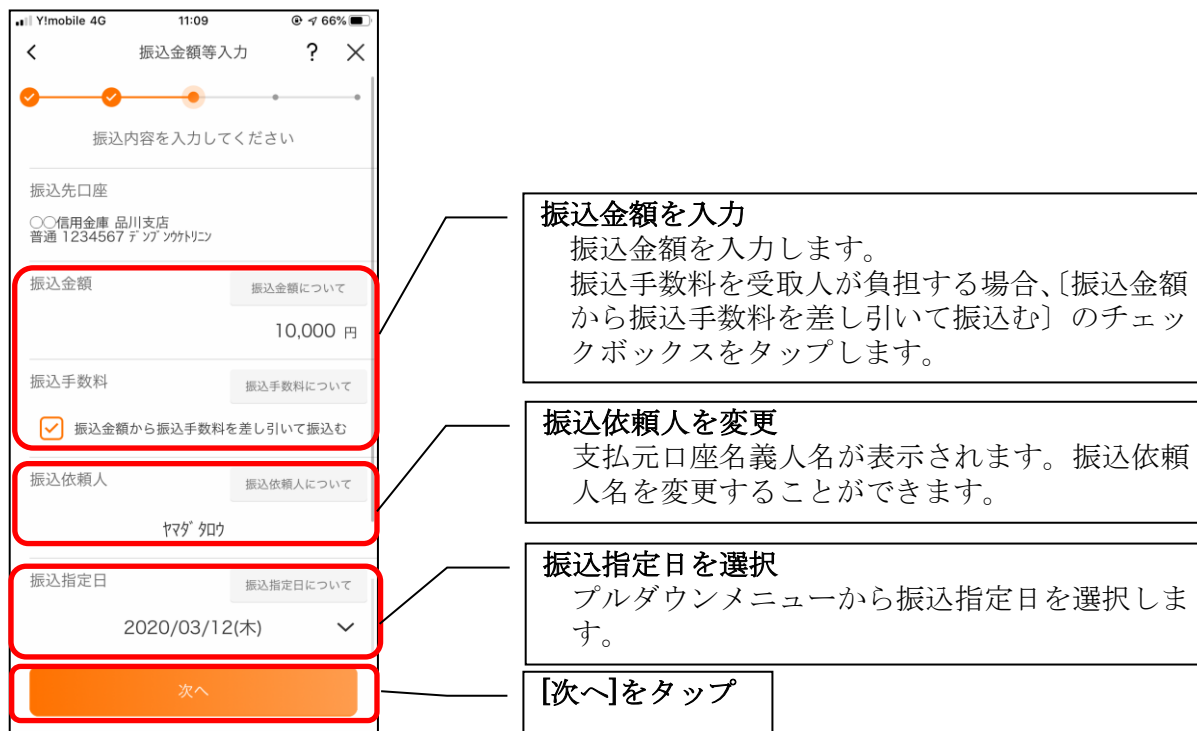 Y!mobile 4G 11:09 66%
振込金額等入力 ?
振込内容を入力してください
振込先口座
○○信用金庫 品川支店
普通 1234567 ﾃﾞﾝﾌﾞﾝｳｹﾄﾘﾆﾝ
振込金額 振込金額について
10,000 円
振込手数料 振込手数料について
振込金額から振込手数料を差し引いて振込む
振込依頼人 振込依頼人について
ﾔﾏﾀﾞ ﾀﾛｳ
振込指定日 振込指定日について
2020/03/12(木)
次へ
振込金額を入力
振込金額を入力します。
振込手数料を受取人が負担する場合、〔振込金額
から振込手数料を差し引いて振込む〕のチェッ
クボックスをタップします。
振込依頼人を変更
支払元口座名義人名が表示されます。振込依頼
人名を変更することができます。
振込指定日を選択
プルダウンメニューから振込指定日を選択しま
す。
[次へ]をタップ